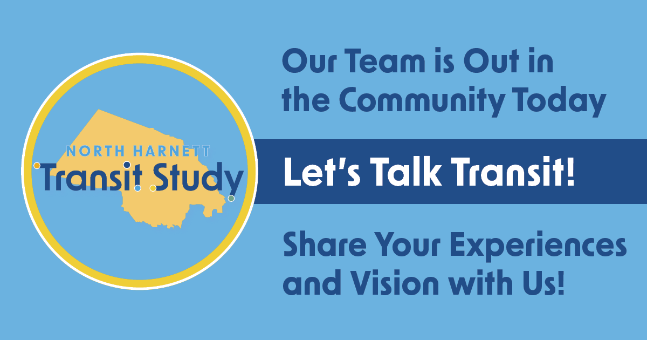 NORTH HARNETT
Transit Study
Our Team is Out in
the Community Today
Let's Talk Transit!
Share Your Experiences
and Vision with Us!